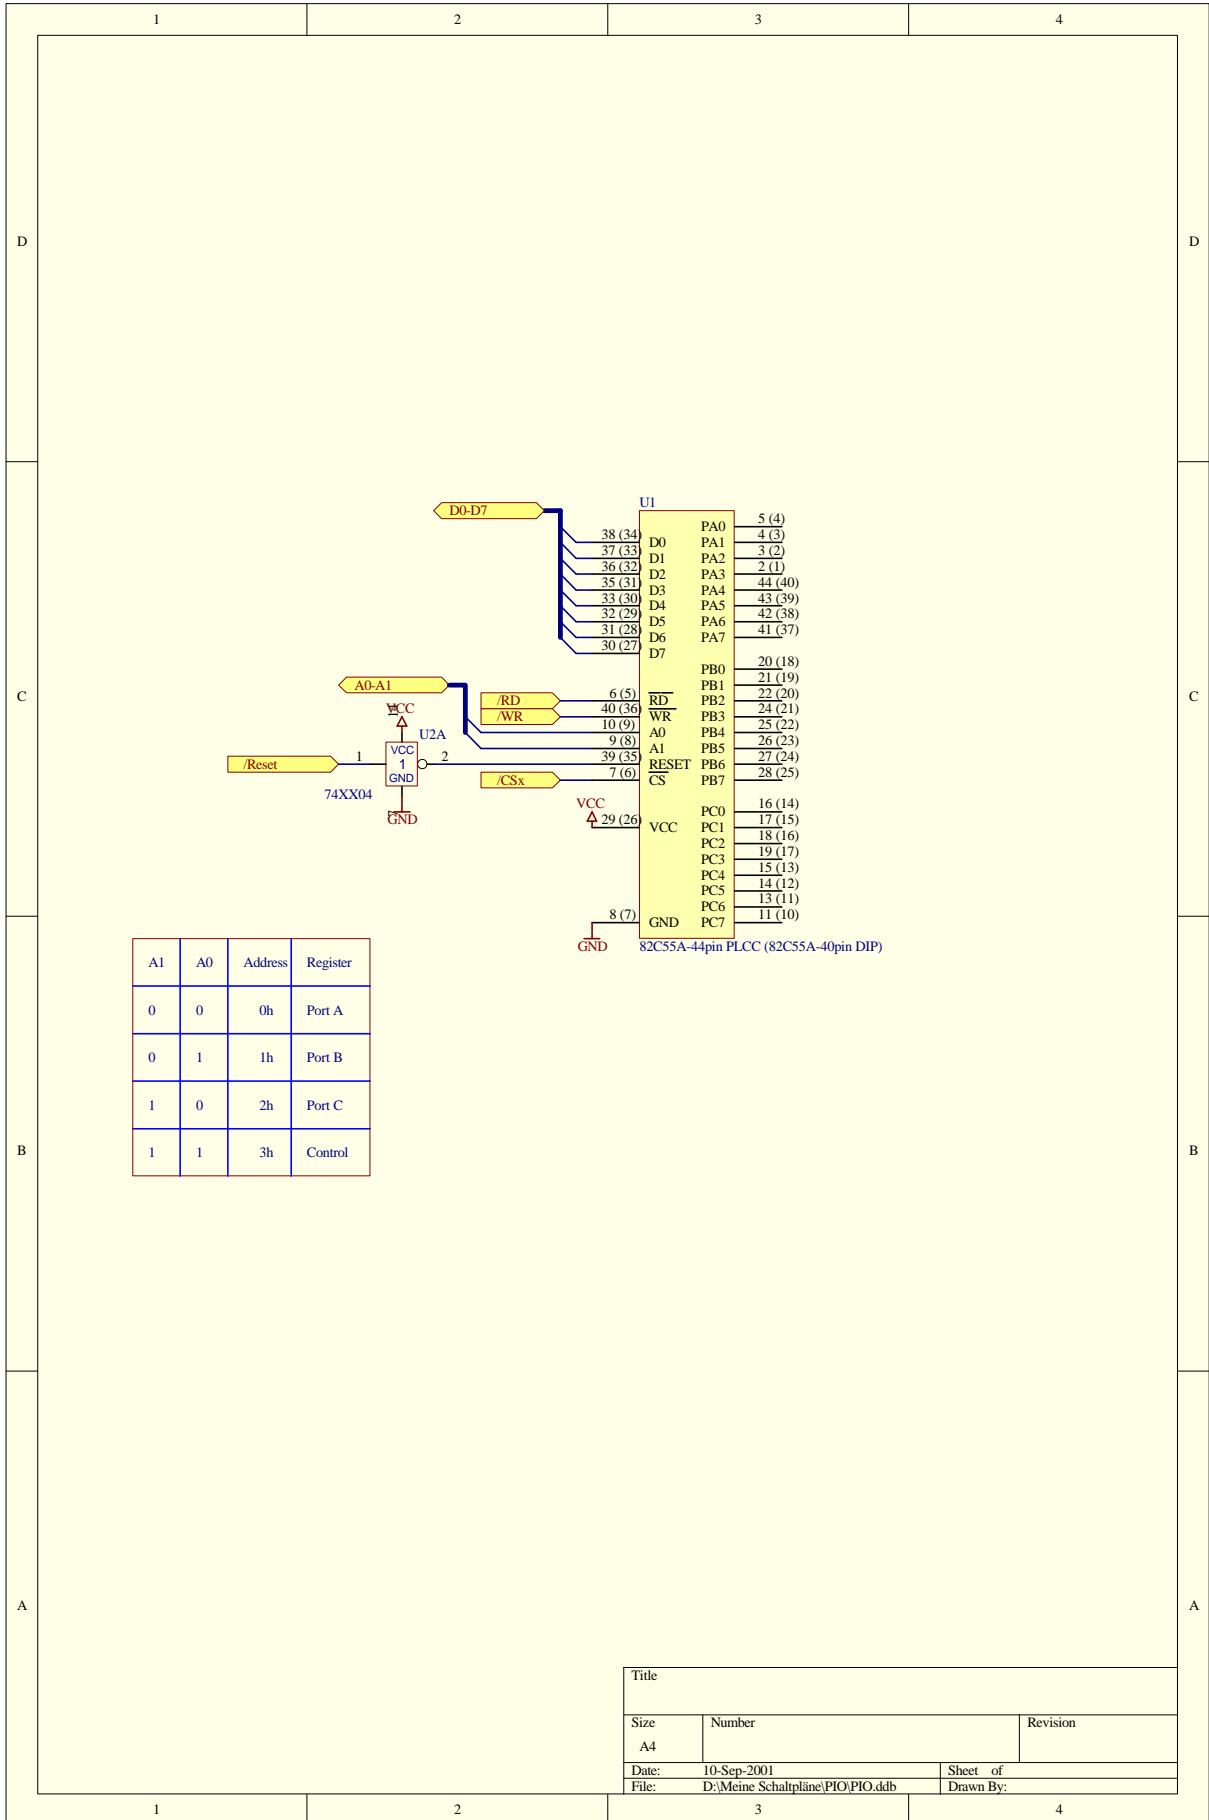 1 2 3 4
D D
U1
D0-D7
38 (34) D0
37 (33) D1
36 (32) D2
35 (31) D3
33 (30) D4
32 (29) D5
31 (28) D6
30 (27) D7
PA0 5 (4)
PA1 4 (3)
PA2 3 (2)
PA3 2 (1)
PA4 44 (40)
PA5 43 (39)
PA6 42 (38)
PA7 41 (37)
PB0 20 (18)
PB1 21 (19)
PB2 22 (20)
PB3 24 (21)
PB4 25 (22)
PB5 26 (23)
PB6 27 (24)
PB7 28 (25)
PC0 16 (14)
PC1 17 (15)
PC2 18 (16)
PC3 19 (17)
PC4 15 (13)
PC5 14 (12)
PC6 13 (11)
PC7 11 (10)
C C
A0-A1
/RD 6 (5) RD
/WR 40 (36) WR
10 (9) A0
9 (8) A1
39 (35) RESET
/CSx 7 (6) CS
VCC
U2A
/Reset 1 VCC 1 GND 2
74XX04
GND
VCC
29 (26) VCC
8 (7) GND
GND
82C55A-44pin PLCC (82C55A-40pin DIP)
A1 A0 Address Register
0 0 0h Port A
0 1 1h Port B
1 0 2h Port C
1 1 3h Control
B B
A A
Title
Size Number Revision
A4
Date: 10-Sep-2001 Sheet of
File: D:\Meine Schaltpläne\PIO\PIO.ddb Drawn By:
1 2 3 4